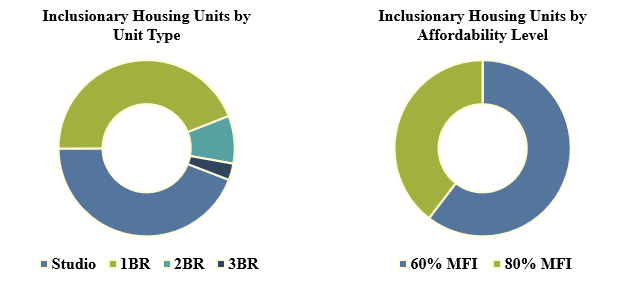 Inclusionary Housing Units by
Unit Type
Studio 1BR 2BR 3BR
Inclusionary Housing Units by
Affordability Level
60% MFI 80% MFI